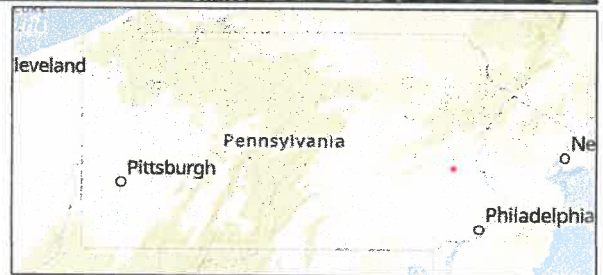 leveland
Pennsylvania
Ne
Pittsburgh
Philadelphia